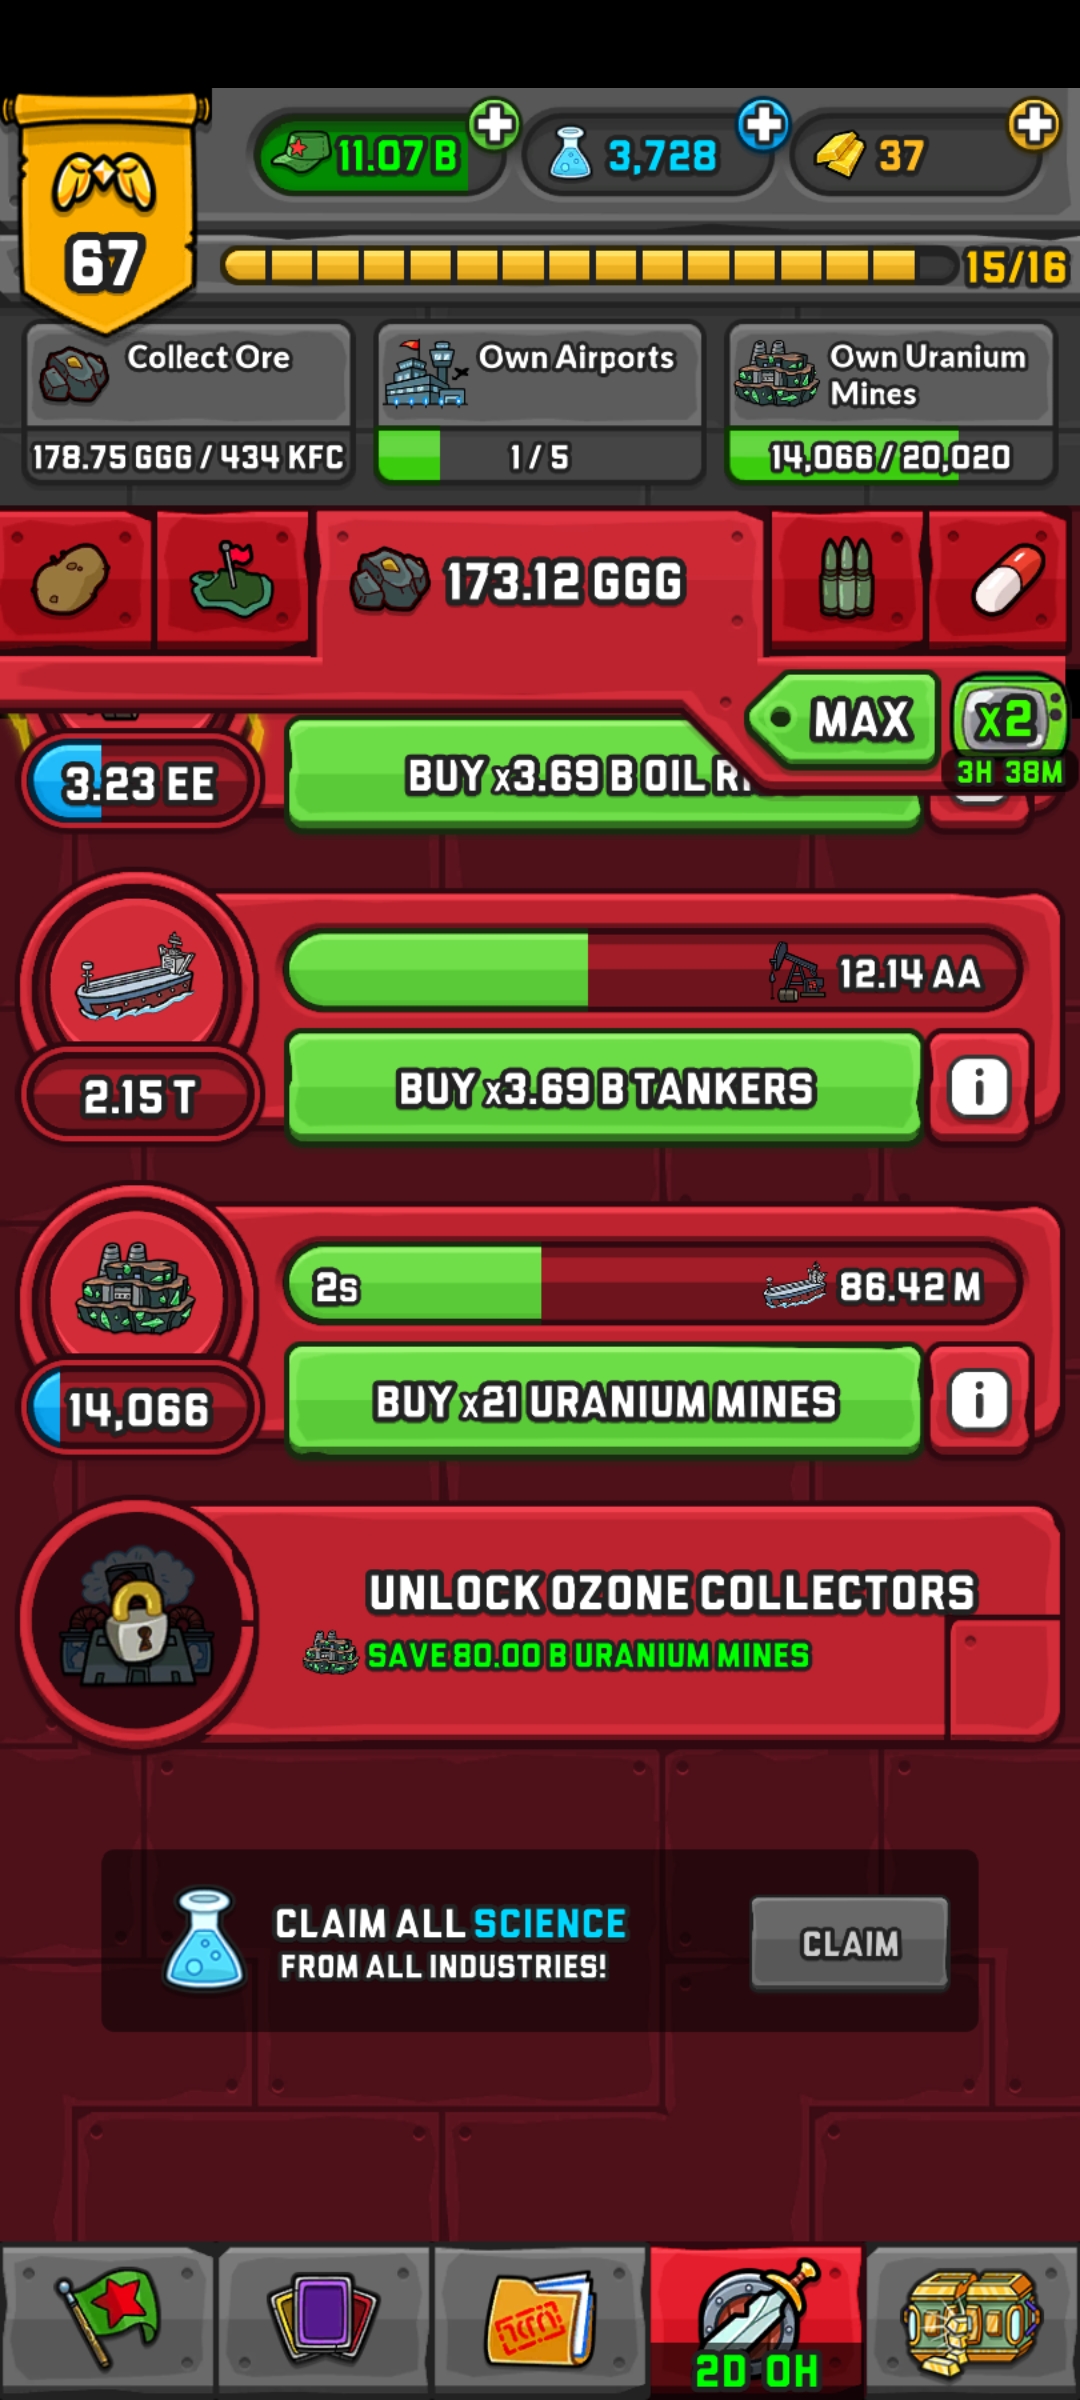 11.07 B
3,728
37
67
15/16
Collect Ore
178.75 GGG / 434 KFC
Own Airports
1 / 5
Own Uranium
Mines
14,066 / 20,020
173.12 GGG
MAX
x2
3H 38M
3.23 EE
BUY x3.69 B OIL
12.14 AA
2.15 T
BUY x3.69 B TANKERS
2s
86.42 M
14,066
BUY x21 URANIUM MINES
UNLOCK OZONE COLLECTORS
SAVE 80.00 B URANIUM MINES
CLAIM ALL SCIENCE
FROM ALL INDUSTRIES!
CLAIM
2D 0H